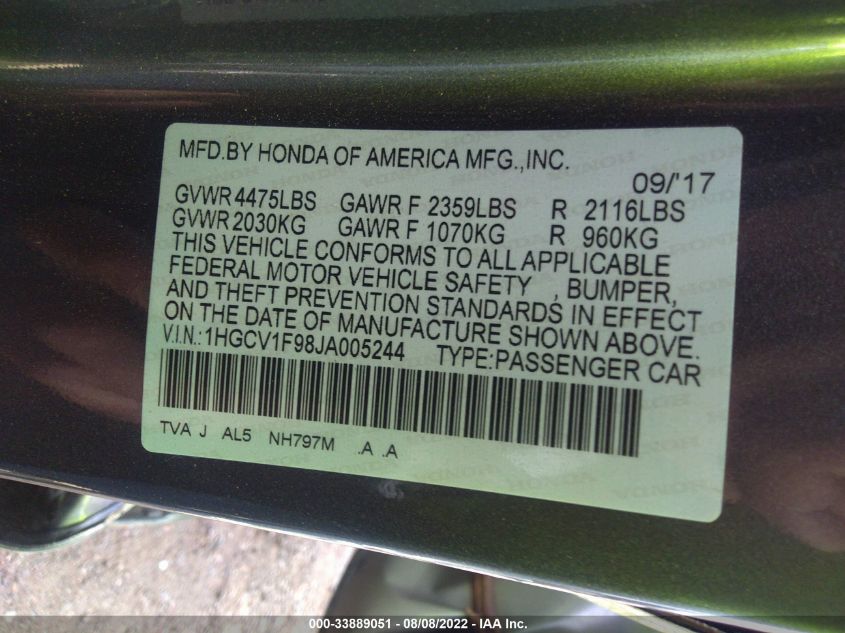 MFD.BY HONDA OF AMERICA MFG.,INC.
09/'17
GVWR 4475LBS GAWR F 2359LBS R 2116LBS
GVWR 2030KG GAWR F 1070KG R 960KG
THIS VEHICLE CONFORMS TO ALL APPLICABLE
FEDERAL MOTOR VEHICLE SAFETY , BUMPER,
AND THEFT PREVENTION STANDARDS IN EFFECT
ON THE DATE OF MANUFACTURE SHOWN ABOVE.
V.I.N.:1HGCV1F98JA005244 TYPE:PASSENGER CAR
TVA J AL5 NH797M .A .A
000-33889051 - 08/08/2022 - IAA Inc.